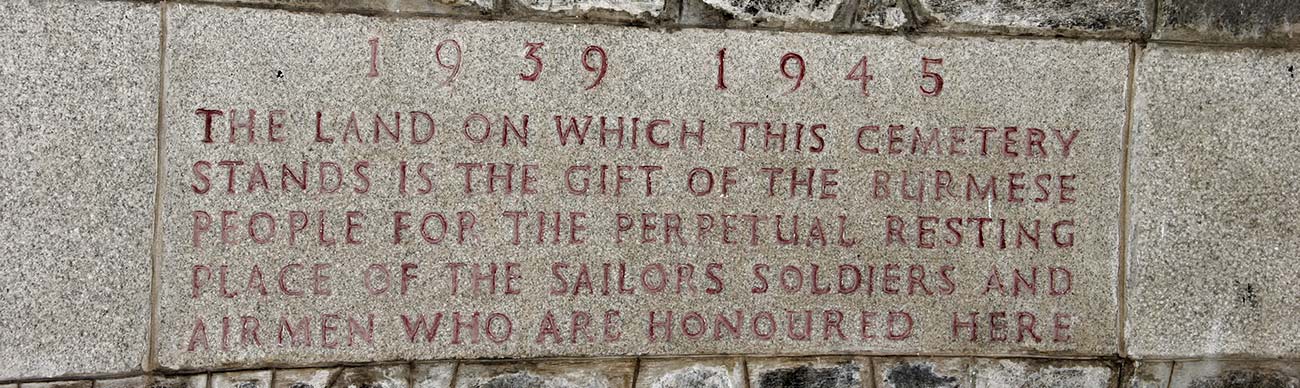 1939 1945
THE LAND ON WHICH THIS CEMETERY
STANDS IS THE GIFT OF THE BURMESE
PEOPLE FOR THE PERPETUAL RESTING
PLACE OF THE SAILORS SOLDIERS AND
AIRMEN WHO ARE HONOURED HERE